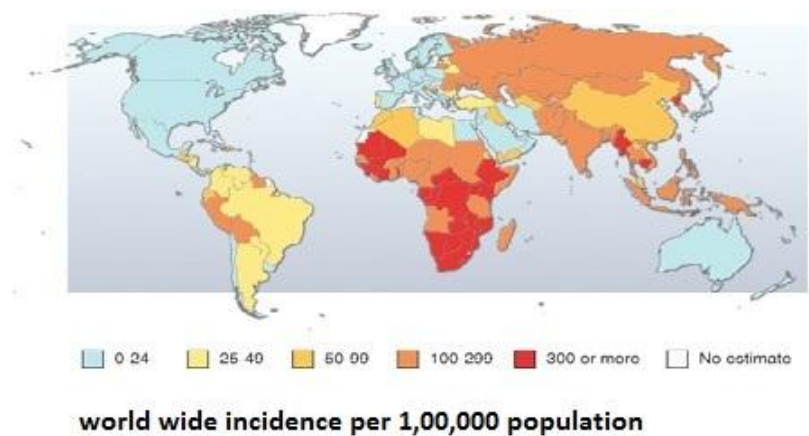 0-24 25-49 50-99 100-299 300 or more No estimate
world wide incidence per 1,00,000 population